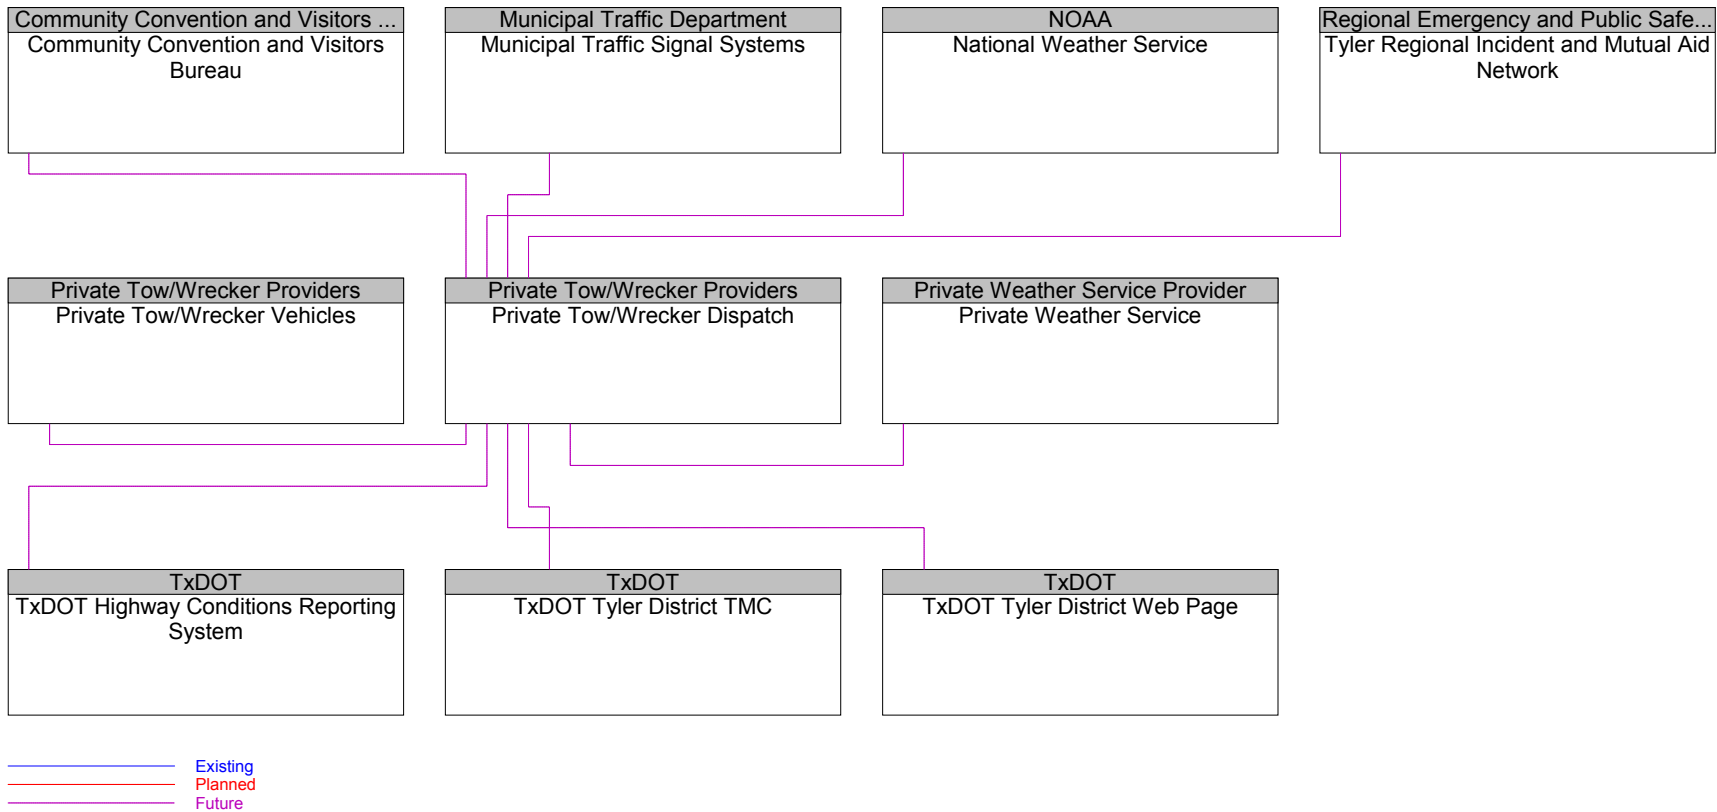 Community Convention and Visitors ...
Community Convention and Visitors
Bureau
Municipal Traffic Department
Municipal Traffic Signal Systems
NOAA
National Weather Service
Regional Emergency and Public Safe...
Tyler Regional Incident and Mutual Aid
Network
Private Tow/Wrecker Providers
Private Tow/Wrecker Vehicles
Private Tow/Wrecker Providers
Private Tow/Wrecker Dispatch
Private Weather Service Provider
Private Weather Service
TxDOT
TxDOT Highway Conditions Reporting
System
TxDOT
TxDOT Tyler District TMC
TxDOT
TxDOT Tyler District Web Page
Existing
Planned
Future